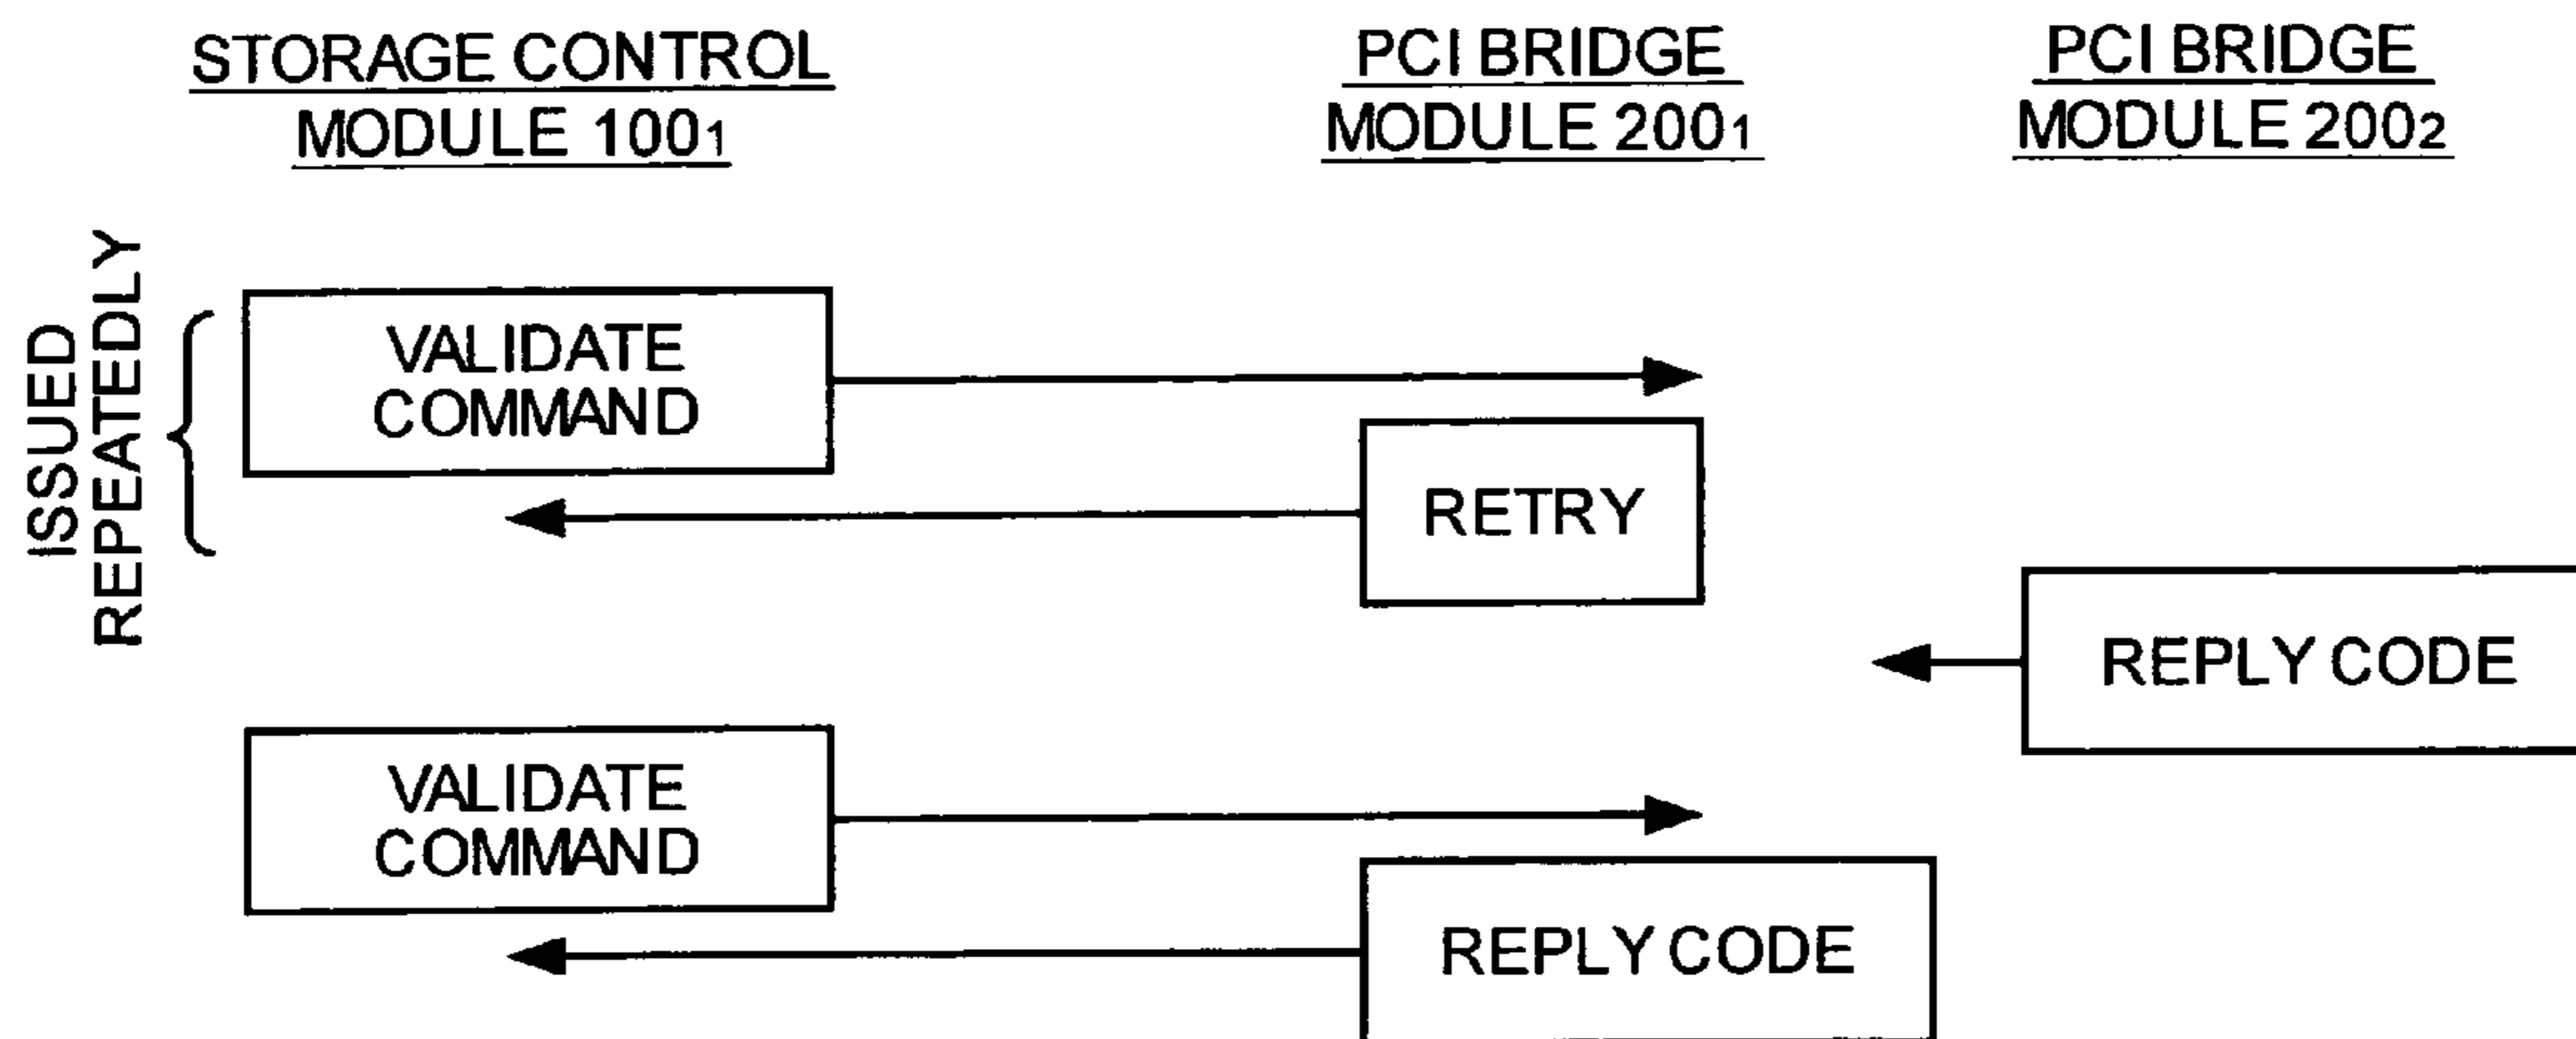 STORAGE CONTROL
MODULE 100₁
PCI BRIDGE
MODULE 200₁
PCI BRIDGE
MODULE 200₂
ISSUED
REPEATEDLY
VALIDATE
COMMAND
RETRY
REPLY CODE
VALIDATE
COMMAND
REPLY CODE